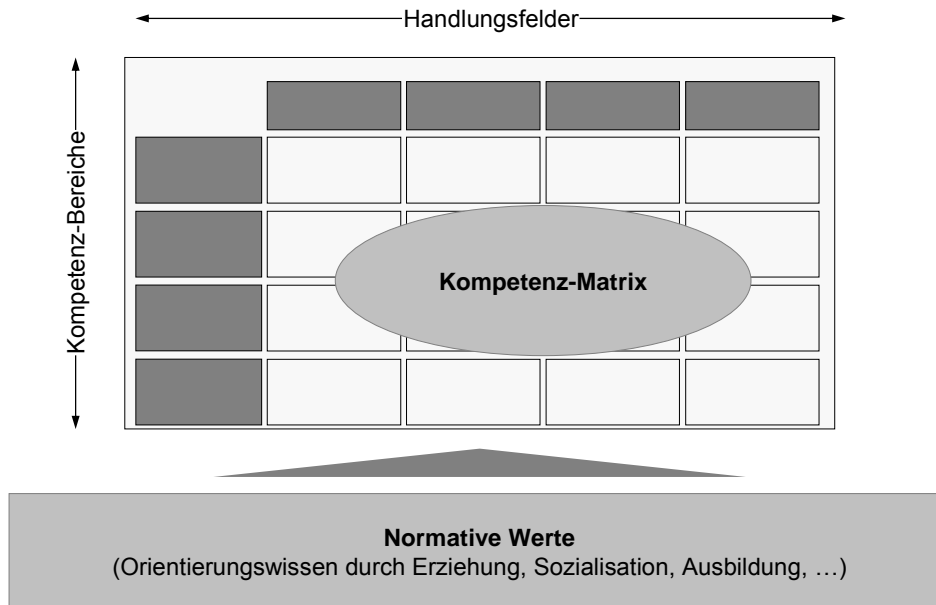 Handlungsfelder
Kompetenz-Bereiche
Kompetenz-Matrix
Normative Werte
(Orientierungswissen durch Erziehung, Sozialisation, Ausbildung, …)